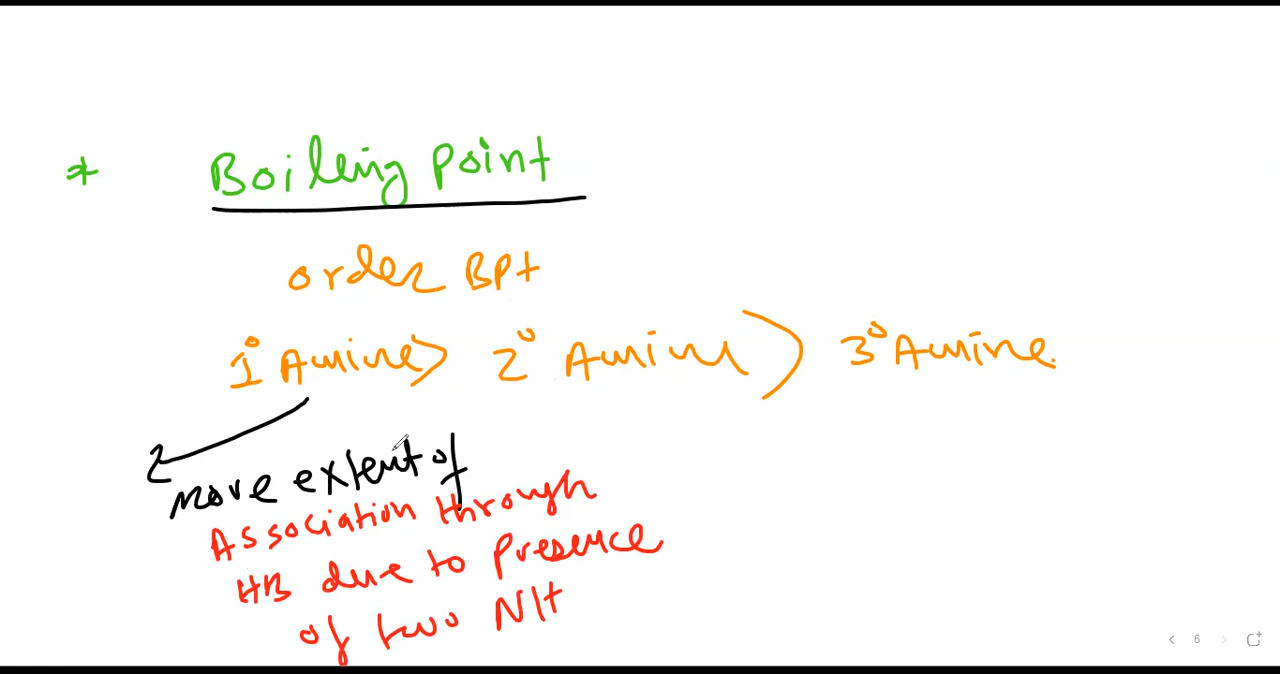 * Boiling point
order BPt
1° Amine > 2° Amine > 3° Amine.
more extent of
Association through
HB due to presence
of two NH
6